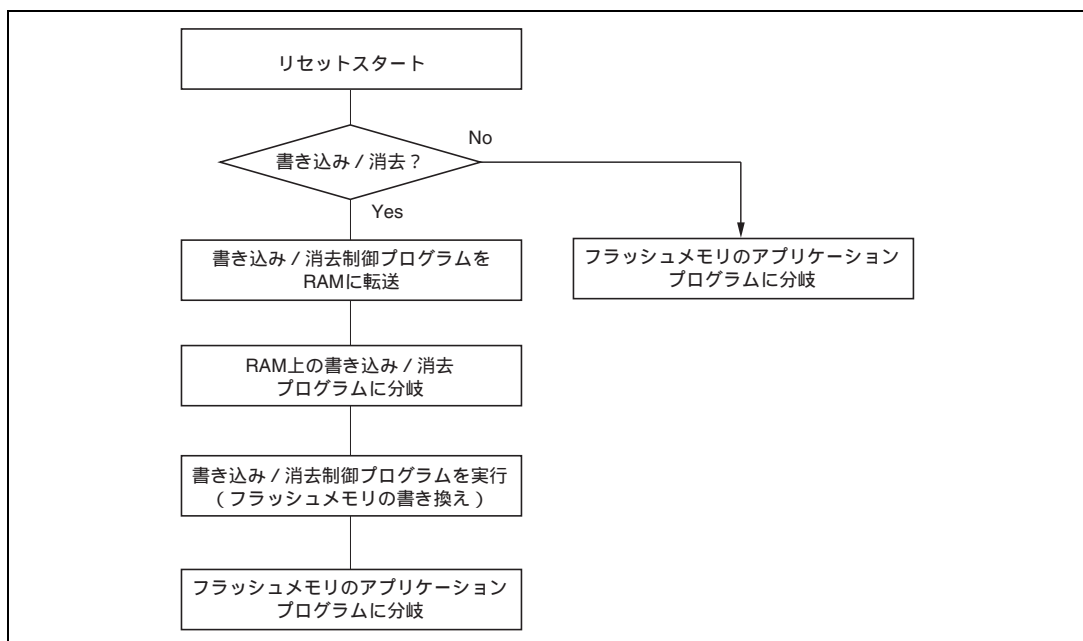 リセットスタート
書き込み / 消去?
No
Yes
書き込み / 消去制御プログラムを
RAMに転送
フラッシュメモリのアプリケーション
プログラムに分岐
RAM上の書き込み / 消去
プログラムに分岐
書き込み / 消去制御プログラムを実行
(フラッシュメモリの書き換え)
フラッシュメモリのアプリケーション
プログラムに分岐